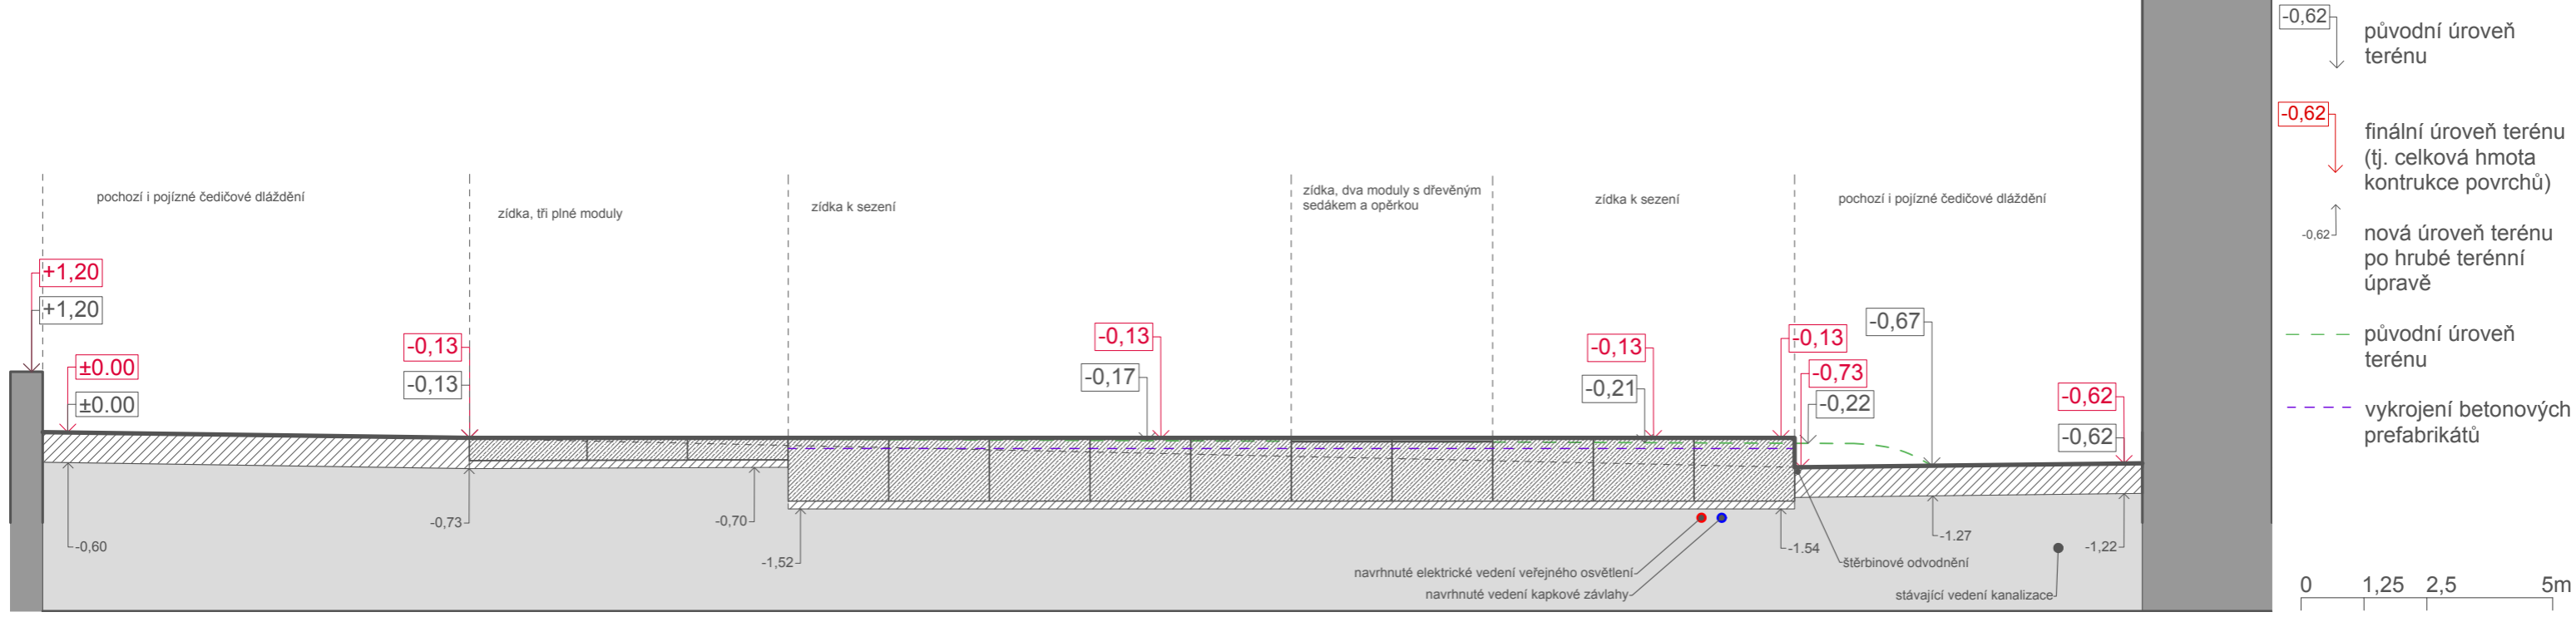 pochozí i pojízné čedičové dláždění
zídka, tři plné moduly
zídka k sezení
zídka, dva moduly s dřevěným
sedákem a opěrkou
zídka k sezení
pochozí i pojízné čedičové dláždění
+1,20
+1,20
±0.00
±0.00
-0,13
-0,13
-0,13
-0,17
-0,13
-0,21
-0,13
-0,73
-0,22
-0,67
-0,62
-0,62
-0,60
-0,73
-0,70
-1,52
-1.54
-1.27
-1,22
navrhnuté elektrické vedení veřejného osvětlení
navrhnuté vedení kapkové závlahy
štěrbinové odvodnění
stávající vedení kanalizace
-0,62
původní úroveň
terénu
-0,62
finální úroveň terénu
(tj. celková hmota
kontrukce povrchů)
-0,62
nová úroveň terénu
po hrubé terénní
úpravě
původní úroveň
terénu
vykrojení betonových
prefabrikátů
0 1,25 2,5 5m